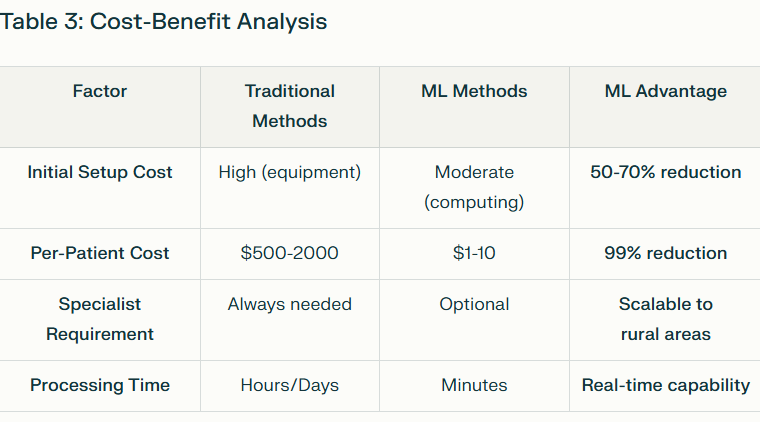 Table 3: Cost-Benefit Analysis
Factor
Traditional
Methods
ML Methods
ML Advantage
Initial Setup Cost
High (equipment)
Moderate
(computing)
50-70% reduction
Per-Patient Cost
$500-2000
$1-10
99% reduction
Specialist
Requirement
Always needed
Optional
Scalable to
rural areas
Processing Time
Hours/Days
Minutes
Real-time capability